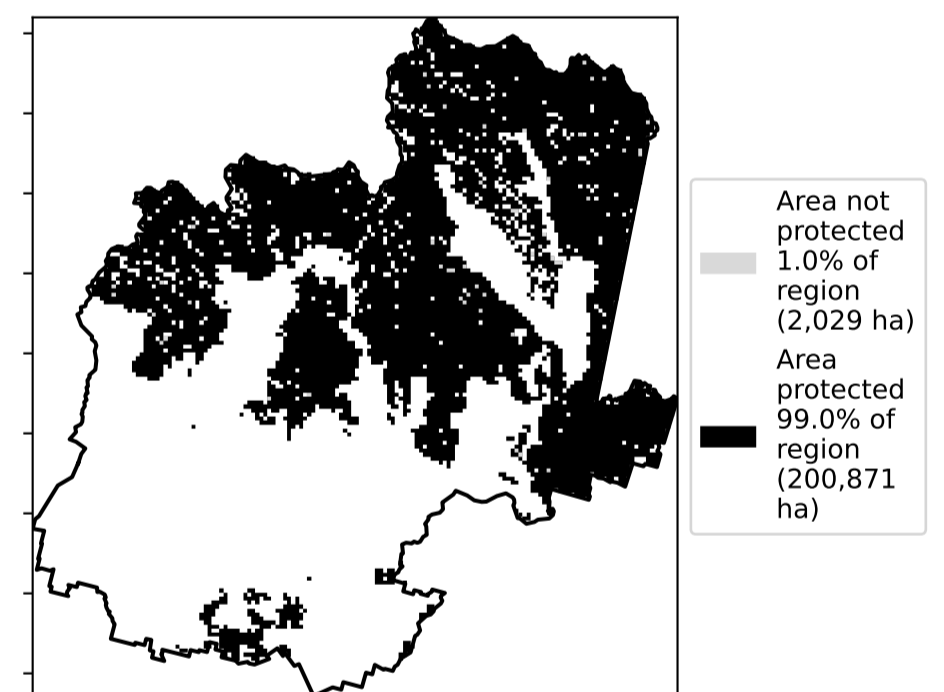 Area not
protected
1.0% of
region
(2,029 ha)
Area
protected
99.0% of
region
(200,871
ha)